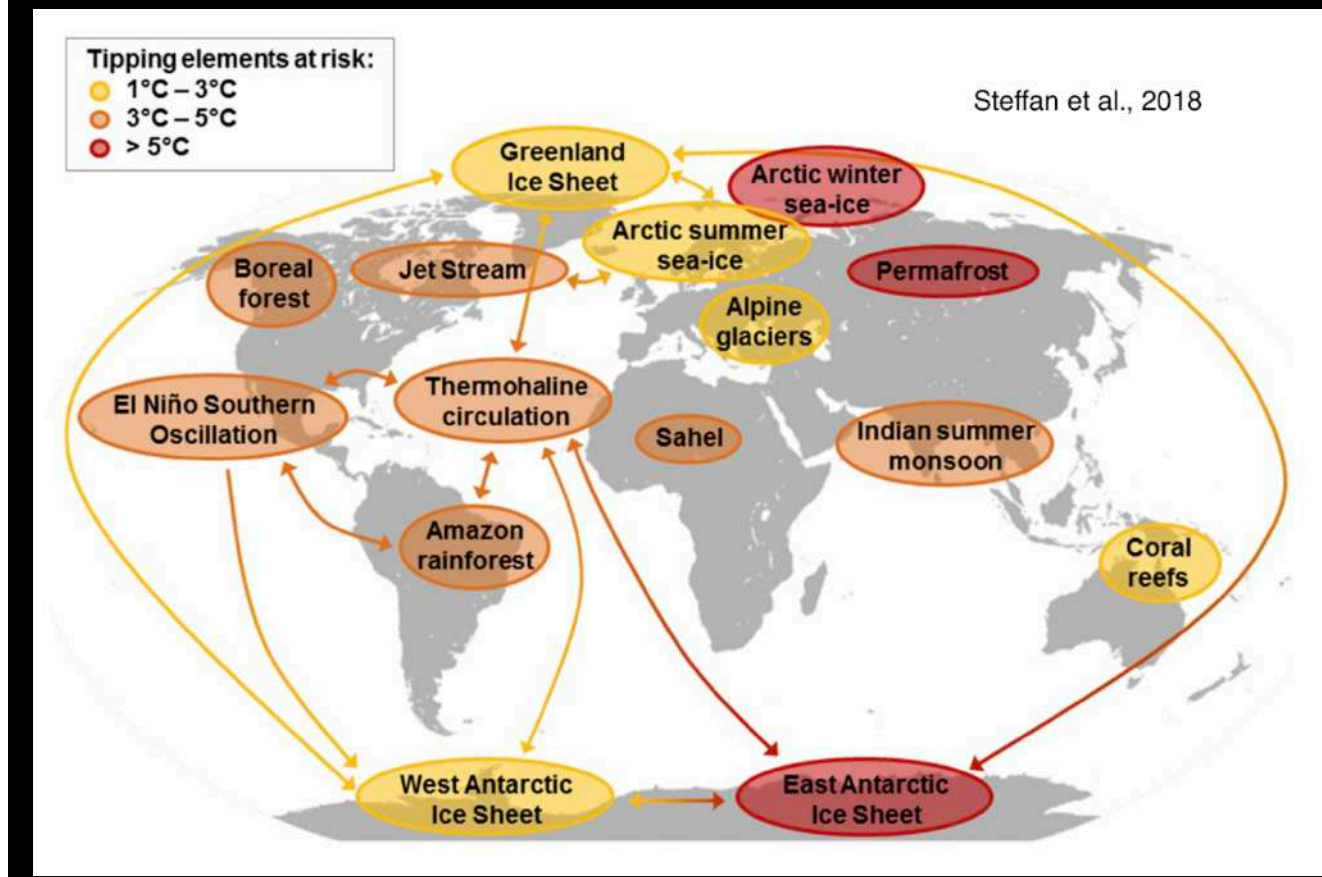 Tipping elements at risk:
1°C – 3°C
3°C – 5°C
> 5°C
Steffan et al., 2018
Greenland
Ice Sheet
Arctic winter
sea-ice
Arctic summer
sea-ice
Boreal
forest
Jet Stream
Permafrost
Alpine
glaciers
El Niño Southern
Oscillation
Thermohaline
circulation
Sahel
Indian summer
monsoon
Amazon
rainforest
Coral
reefs
West Antarctic
Ice Sheet
East Antarctic
Ice Sheet